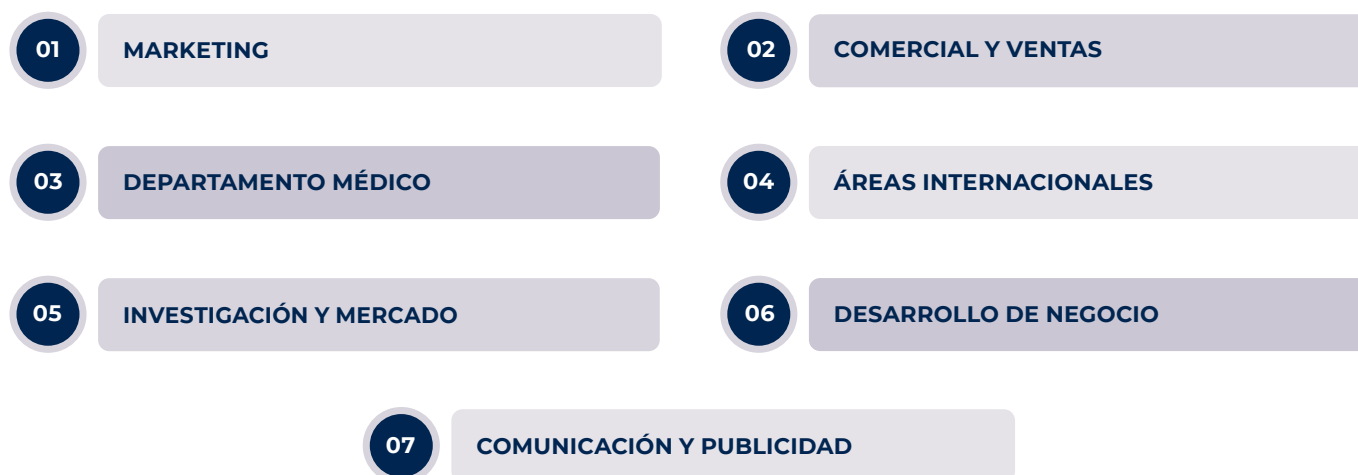 01 MARKETING
02 COMERCIAL Y VENTAS
03 DEPARTAMENTO MÉDICO
04 ÁREAS INTERNACIONALES
05 INVESTIGACIÓN Y MERCADO
06 DESARROLLO DE NEGOCIO
07 COMUNICACIÓN Y PUBLICIDAD